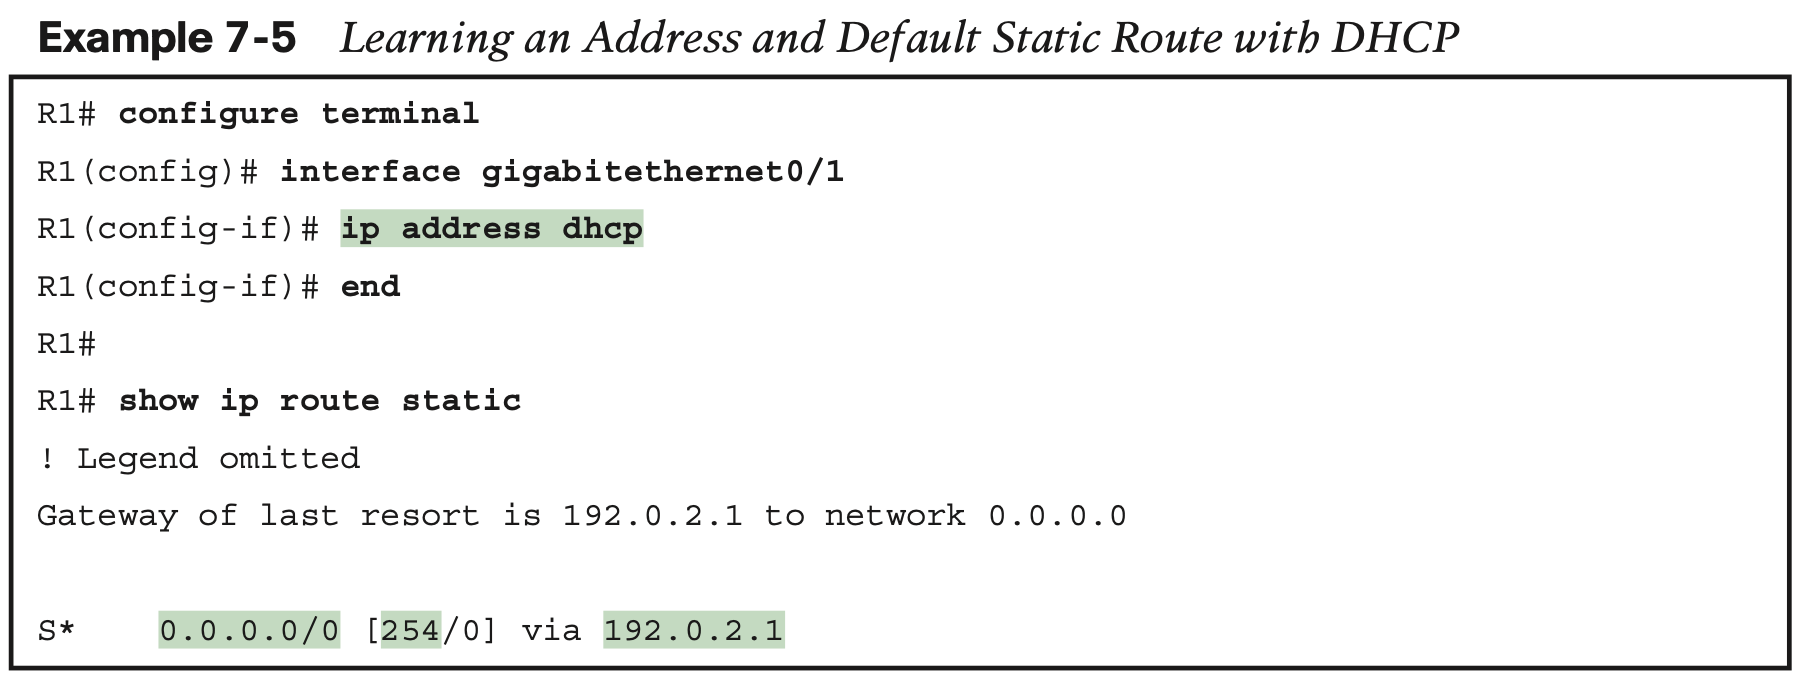 Example 7-5 Learning an Address and Default Static Route with DHCP
R1# configure terminal
R1(config)# interface gigabitethernet0/1
R1(config-if)# ip address dhcp
R1(config-if)# end
R1#
R1# show ip route static
! Legend omitted
Gateway of last resort is 192.0.2.1 to network 0.0.0.0
S* 0.0.0.0/0 [254/0] via 192.0.2.1